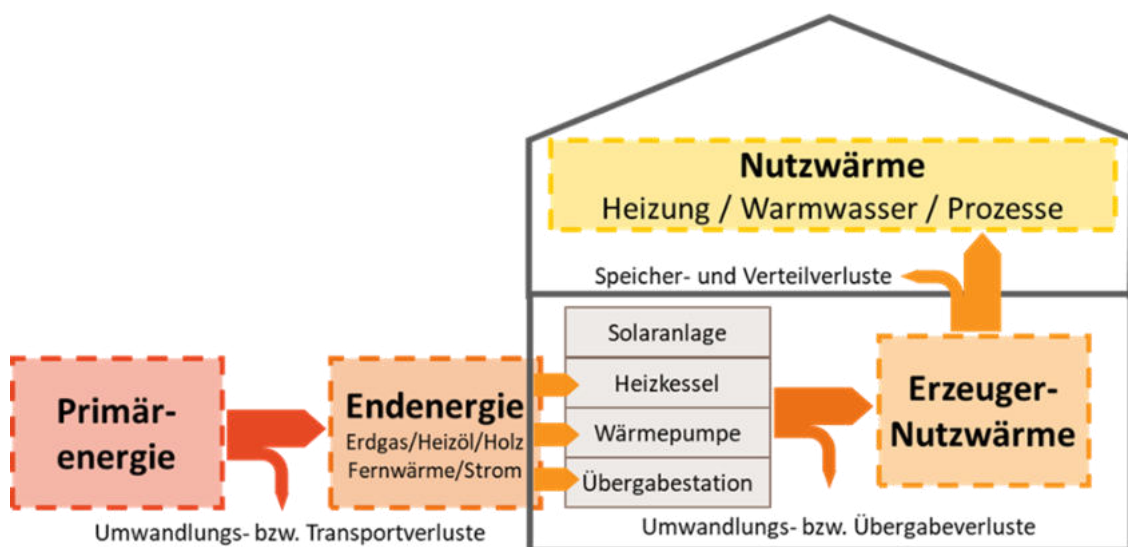 Nutzwärme
Heizung / Warmwasser / Prozesse
Speicher- und Verteilverluste
Primär-
energie
Endenergie
Erdgas/Heizöl/Holz
Fernwärme/Strom
Solaranlage
Heizkessel
Wärmepumpe
Übergabestation
Erzeuger-
Nutzwärme
Umwandlungs- bzw. Transportverluste
Umwandlungs- bzw. Übergabeverluste